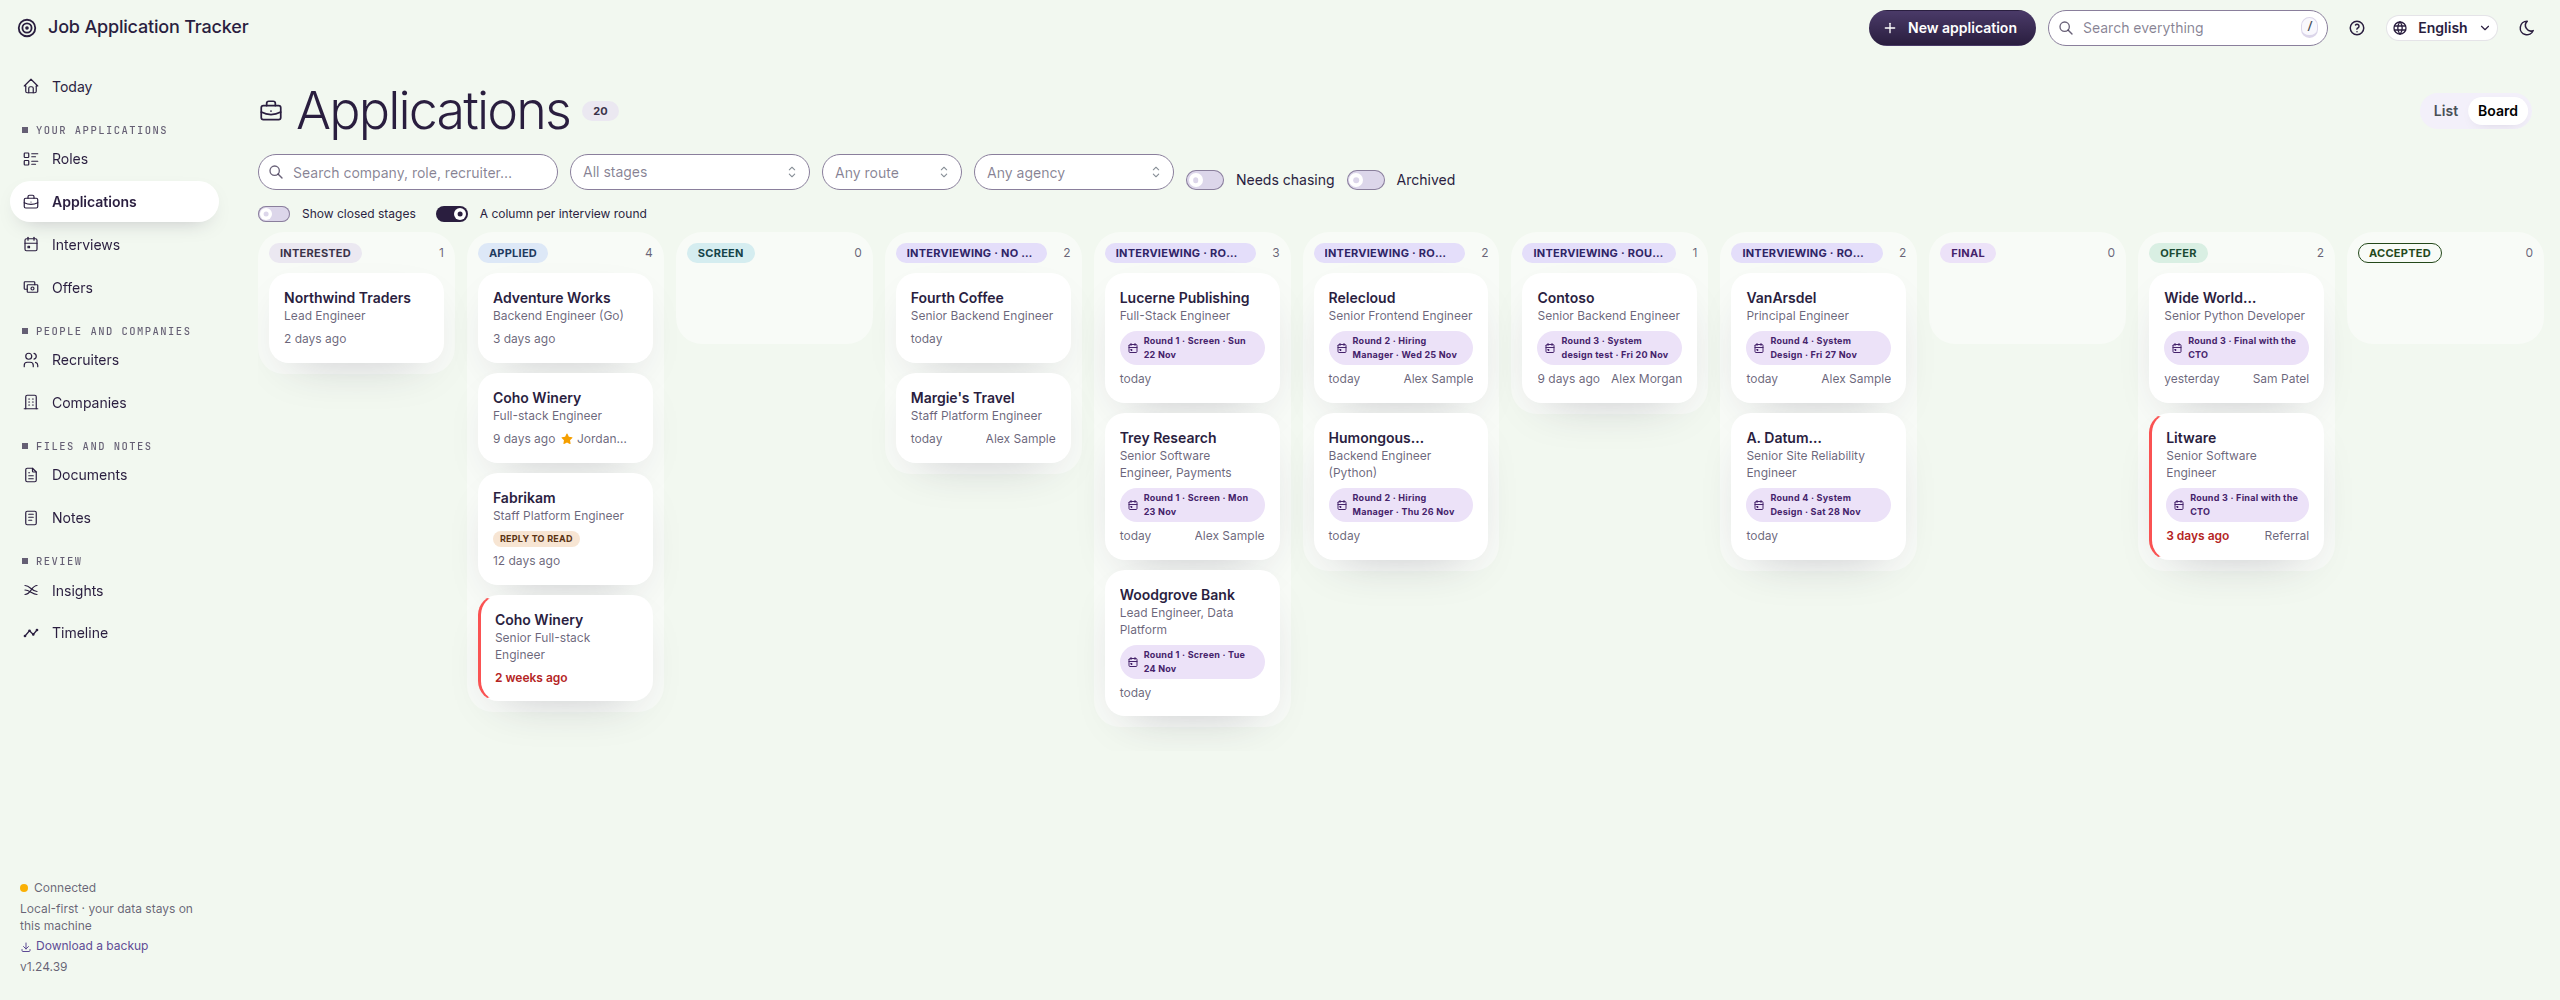 Job Application Tracker
New application
Search everything
/
English
Today
YOUR APPLICATIONS
Roles
Applications
Interviews
Offers
PEOPLE AND COMPANIES
Recruiters
Companies
FILES AND NOTES
Documents
Notes
REVIEW
Insights
Timeline
Connected
Local-first · your data stays on
this machine
Download a backup
v1.24.39
Applications
20
List
Board
Search company, role, recruiter...
All stages
Any route
Any agency
Needs chasing
Archived
Show closed stages
A column per interview round
INTERESTED
1
Northwind Traders
Lead Engineer
2 days ago
APPLIED
4
Adventure Works
Backend Engineer (Go)
3 days ago
Coho Winery
Full-stack Engineer
9 days ago
Jordan...
Fabrikam
Staff Platform Engineer
REPLY TO READ
12 days ago
Coho Winery
Senior Full-stack
Engineer
2 weeks ago
SCREEN
0
INTERVIEWING · NO ...
2
Fourth Coffee
Senior Backend Engineer
today
Margie's Travel
Staff Platform Engineer
today
Alex Sample
INTERVIEWING · RO...
3
Lucerne Publishing
Full-Stack Engineer
Round 1 · Screen · Sun
22 Nov
today
Trey Research
Senior Software
Engineer, Payments
Round 1 · Screen · Mon
23 Nov
today
Alex Sample
Woodgrove Bank
Lead Engineer, Data
Platform
Round 1 · Screen · Tue
24 Nov
today
INTERVIEWING · RO...
2
Relecloud
Senior Frontend Engineer
Round 2 · Hiring
Manager · Wed 25 Nov
today
Alex Sample
Humongous...
Backend Engineer
(Python)
Round 2 · Hiring
Manager · Thu 26 Nov
today
INTERVIEWING · ROU...
1
Contoso
Senior Backend Engineer
Round 3 · System
design test · Fri 20 Nov
9 days ago
Alex Morgan
INTERVIEWING · RO...
2
VanArsdel
Principal Engineer
Round 4 · System
Design · Fri 27 Nov
today
Alex Sample
A. Datum...
Senior Site Reliability
Engineer
Round 4 · System
Design · Sat 28 Nov
today
FINAL
0
OFFER
2
Wide World...
Senior Python Developer
Round 3 · Final with the
CTO
yesterday
Sam Patel
Litware
Senior Software
Engineer
Round 3 · Final with the
CTO
3 days ago
Referral
ACCEPTED
0